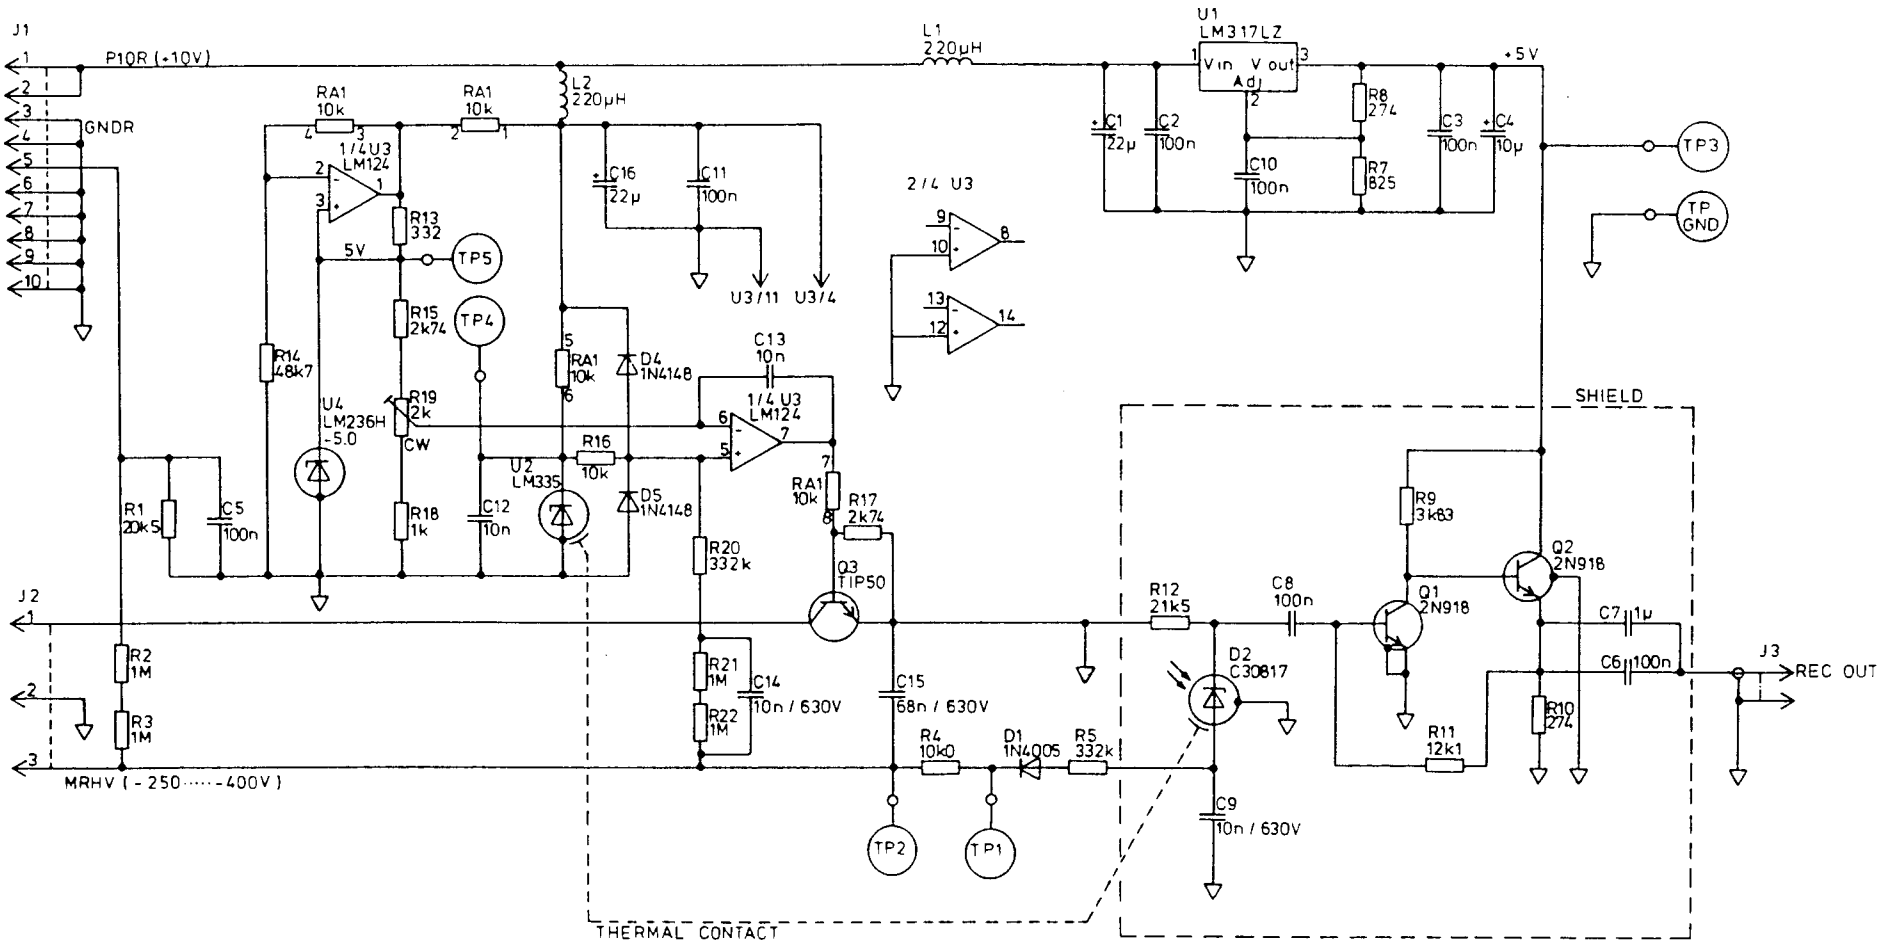 J1
1
2
3
4
5
6
7
8
9
10
P10R (+10V)
GNDR
RA1
10k
4
3
RA1
10k
2
1
L2
220µH
L1
220µH
U1
LM317LZ
1
Vin
V out
3
Adj
2
+5V
1/4U3
LM124
2
-
3
+
1
R13
332
5V
TP5
+
C16
22µ
C11
100n
U3/11
U3/4
+
C1
22µ
C2
100n
C10
100n
R8
274
R7
825
C3
100n
+
C4
10µ
TP3
TP
GND
2/4 U3
9
-
10
+
8
13
-
12
+
14
R14
48k7
R15
2k74
TP4
R19
2k
CW
U4
LM236H
-5.0
R18
1k
5
RA1
10k
6
D4
1N4148
C13
10n
1/4 U3
LM124
6
-
5
+
7
R16
10k
U2
LM335
C12
10n
D5
1N4148
7
RA1
10k
8
R17
2k74
R1
20k5
C5
100n
R20
332k
Q3
TIP50
SHIELD
R9
3k83
Q2
2N918
R12
21k5
C8
100n
Q1
2N918
C7
1µ
C6
100n
J3
REC OUT
J2
1
2
3
R2
1M
R3
1M
R21
1M
R22
1M
C14
10n / 630V
C15
68n / 630V
D2
C30817
R10
274
R11
12k1
R4
10k0
D1
1N4005
R5
332k
MRHV (-250.....-400V)
C9
10n / 630V
TP2
TP1
THERMAL CONTACT